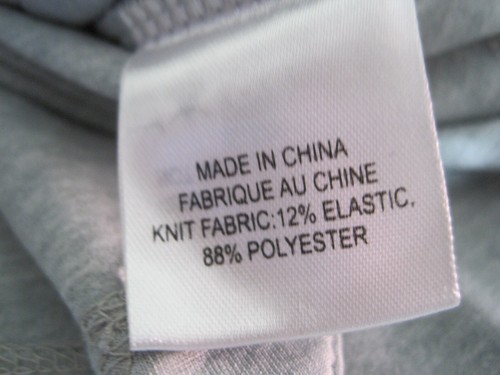 MADE IN CHINA
FABRIQUE AU CHINE
KNIT FABRIC:12% ELASTIC.
88% POLYESTER